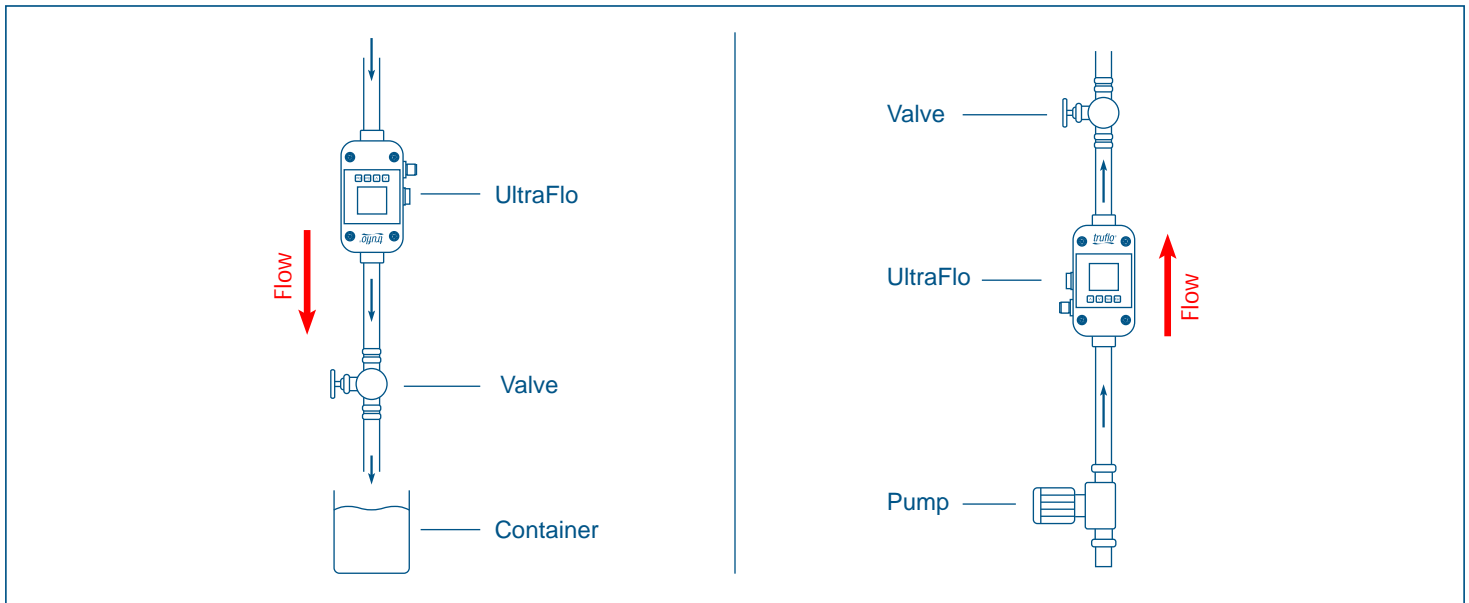 UltraFlo
truflo
Flow
Valve
Container
Valve
truflo
UltraFlo
Flow
Pump